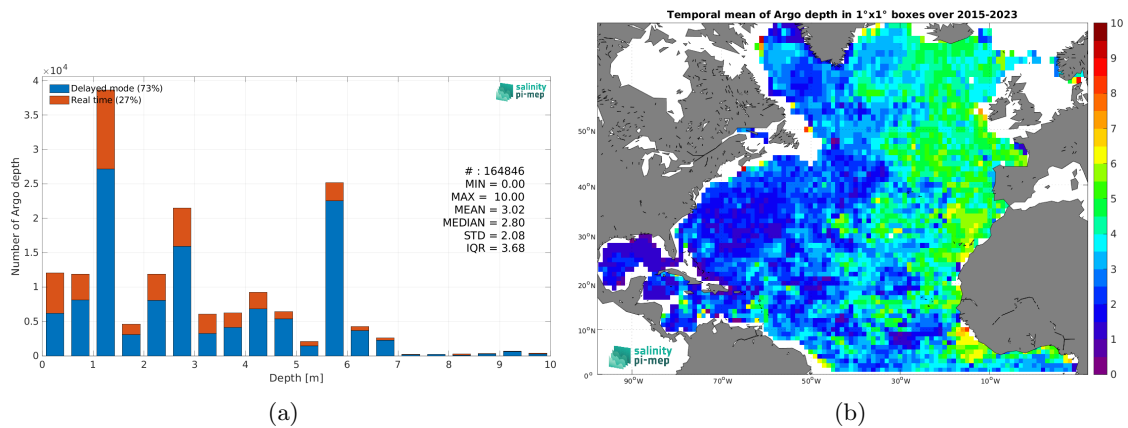 ×10⁴
4
3.5
3
2.5
2
1.5
1
0.5
0
Number of Argo depth
Delayed mode (73%)
Real time (27%)
salinity
pi-mep
# : 164846
MIN = 0.00
MAX = 10.00
MEAN = 3.02
MEDIAN = 2.80
STD = 2.08
IQR = 3.68
0 1 2 3 4 5 6 7 8 9 10
Depth [m]
(a)
Temporal mean of Argo depth in 1°x1° boxes over 2015-2023
50°N
40°N
30°N
20°N
10°N
0°
90°W 70°W 50°W 30°W 10°W
salinity
pi-mep
10
9
8
7
6
5
4
3
2
1
0
(b)